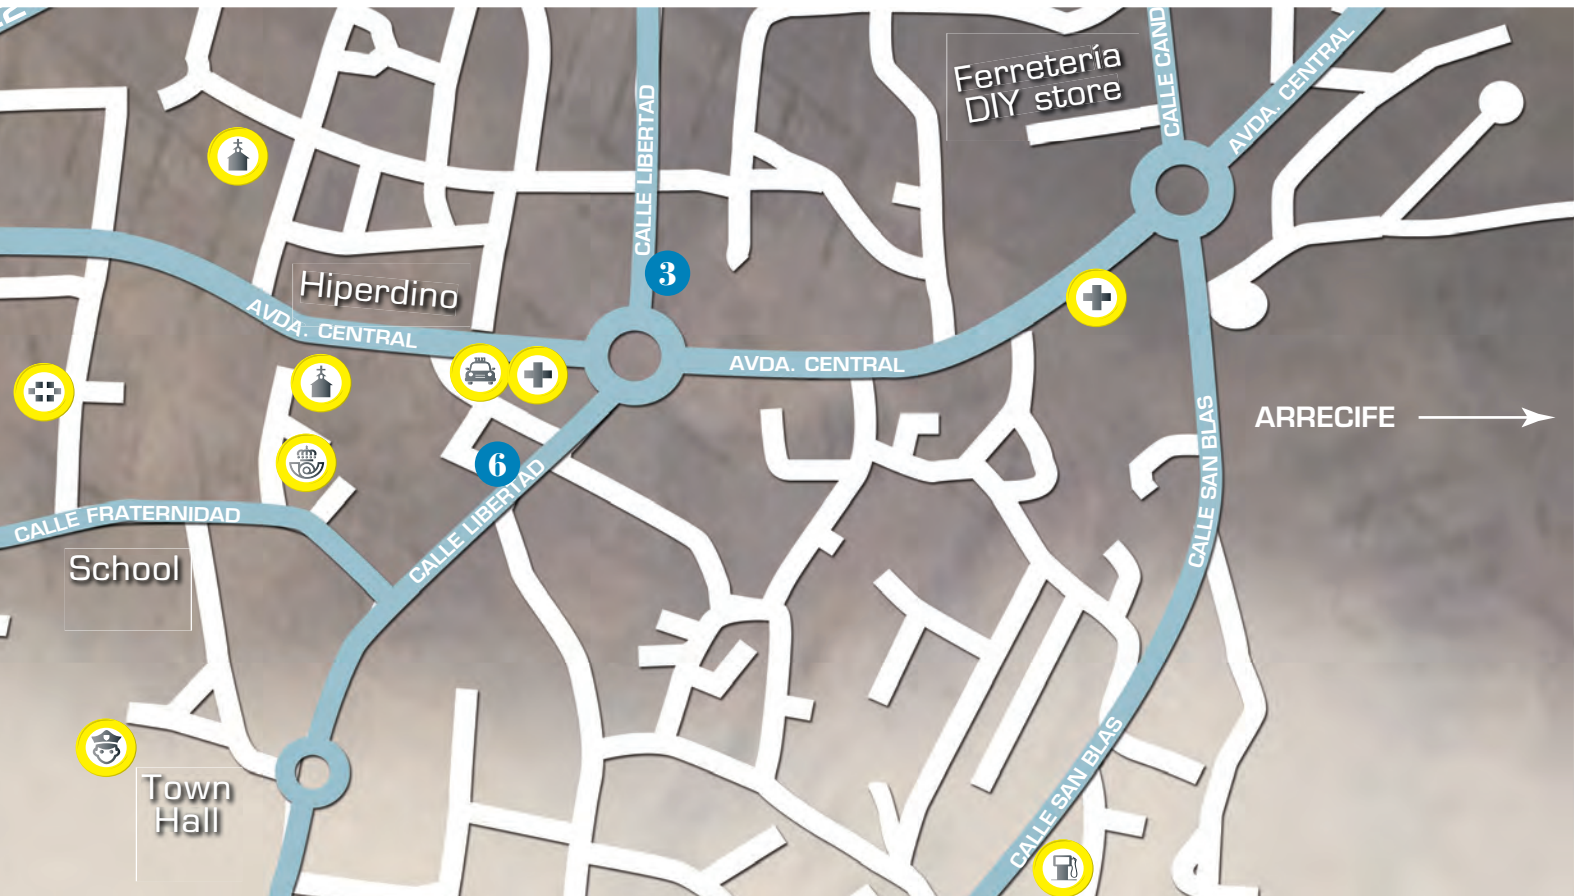 CALLE CAND
Ferretería
DIY store
AVDA. CENTRAL
CALLE LIBERTAD
3
Hiperdino
AVDA. CENTRAL
TAXI
AVDA. CENTRAL
ARRECIFE
CALLE SAN BLAS
6
CALLE LIBERTAD
CALLE FRATERNIDAD
School
Town
Hall
CALLE SAN BLAS